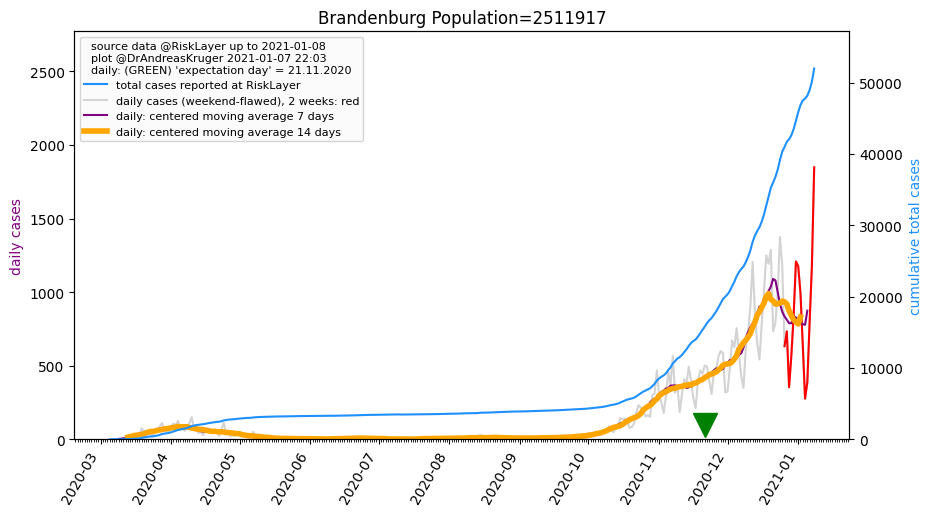 Brandenburg Population=2511917
source data @RiskLayer up to 2021-01-08
plot @DrAndreasKruger 2021-01-07 22:03
daily: (GREEN) 'expectation day' = 21.11.2020
total cases reported at RiskLayer
daily cases (weekend-flawed), 2 weeks: red
daily: centered moving average 7 days
daily: centered moving average 14 days
daily cases
2500
2000
1500
1000
500
0
cumulative total cases
50000
40000
30000
20000
10000
0
2020-03
2020-04
2020-05
2020-06
2020-07
2020-08
2020-09
2020-10
2020-11
2020-12
2021-01